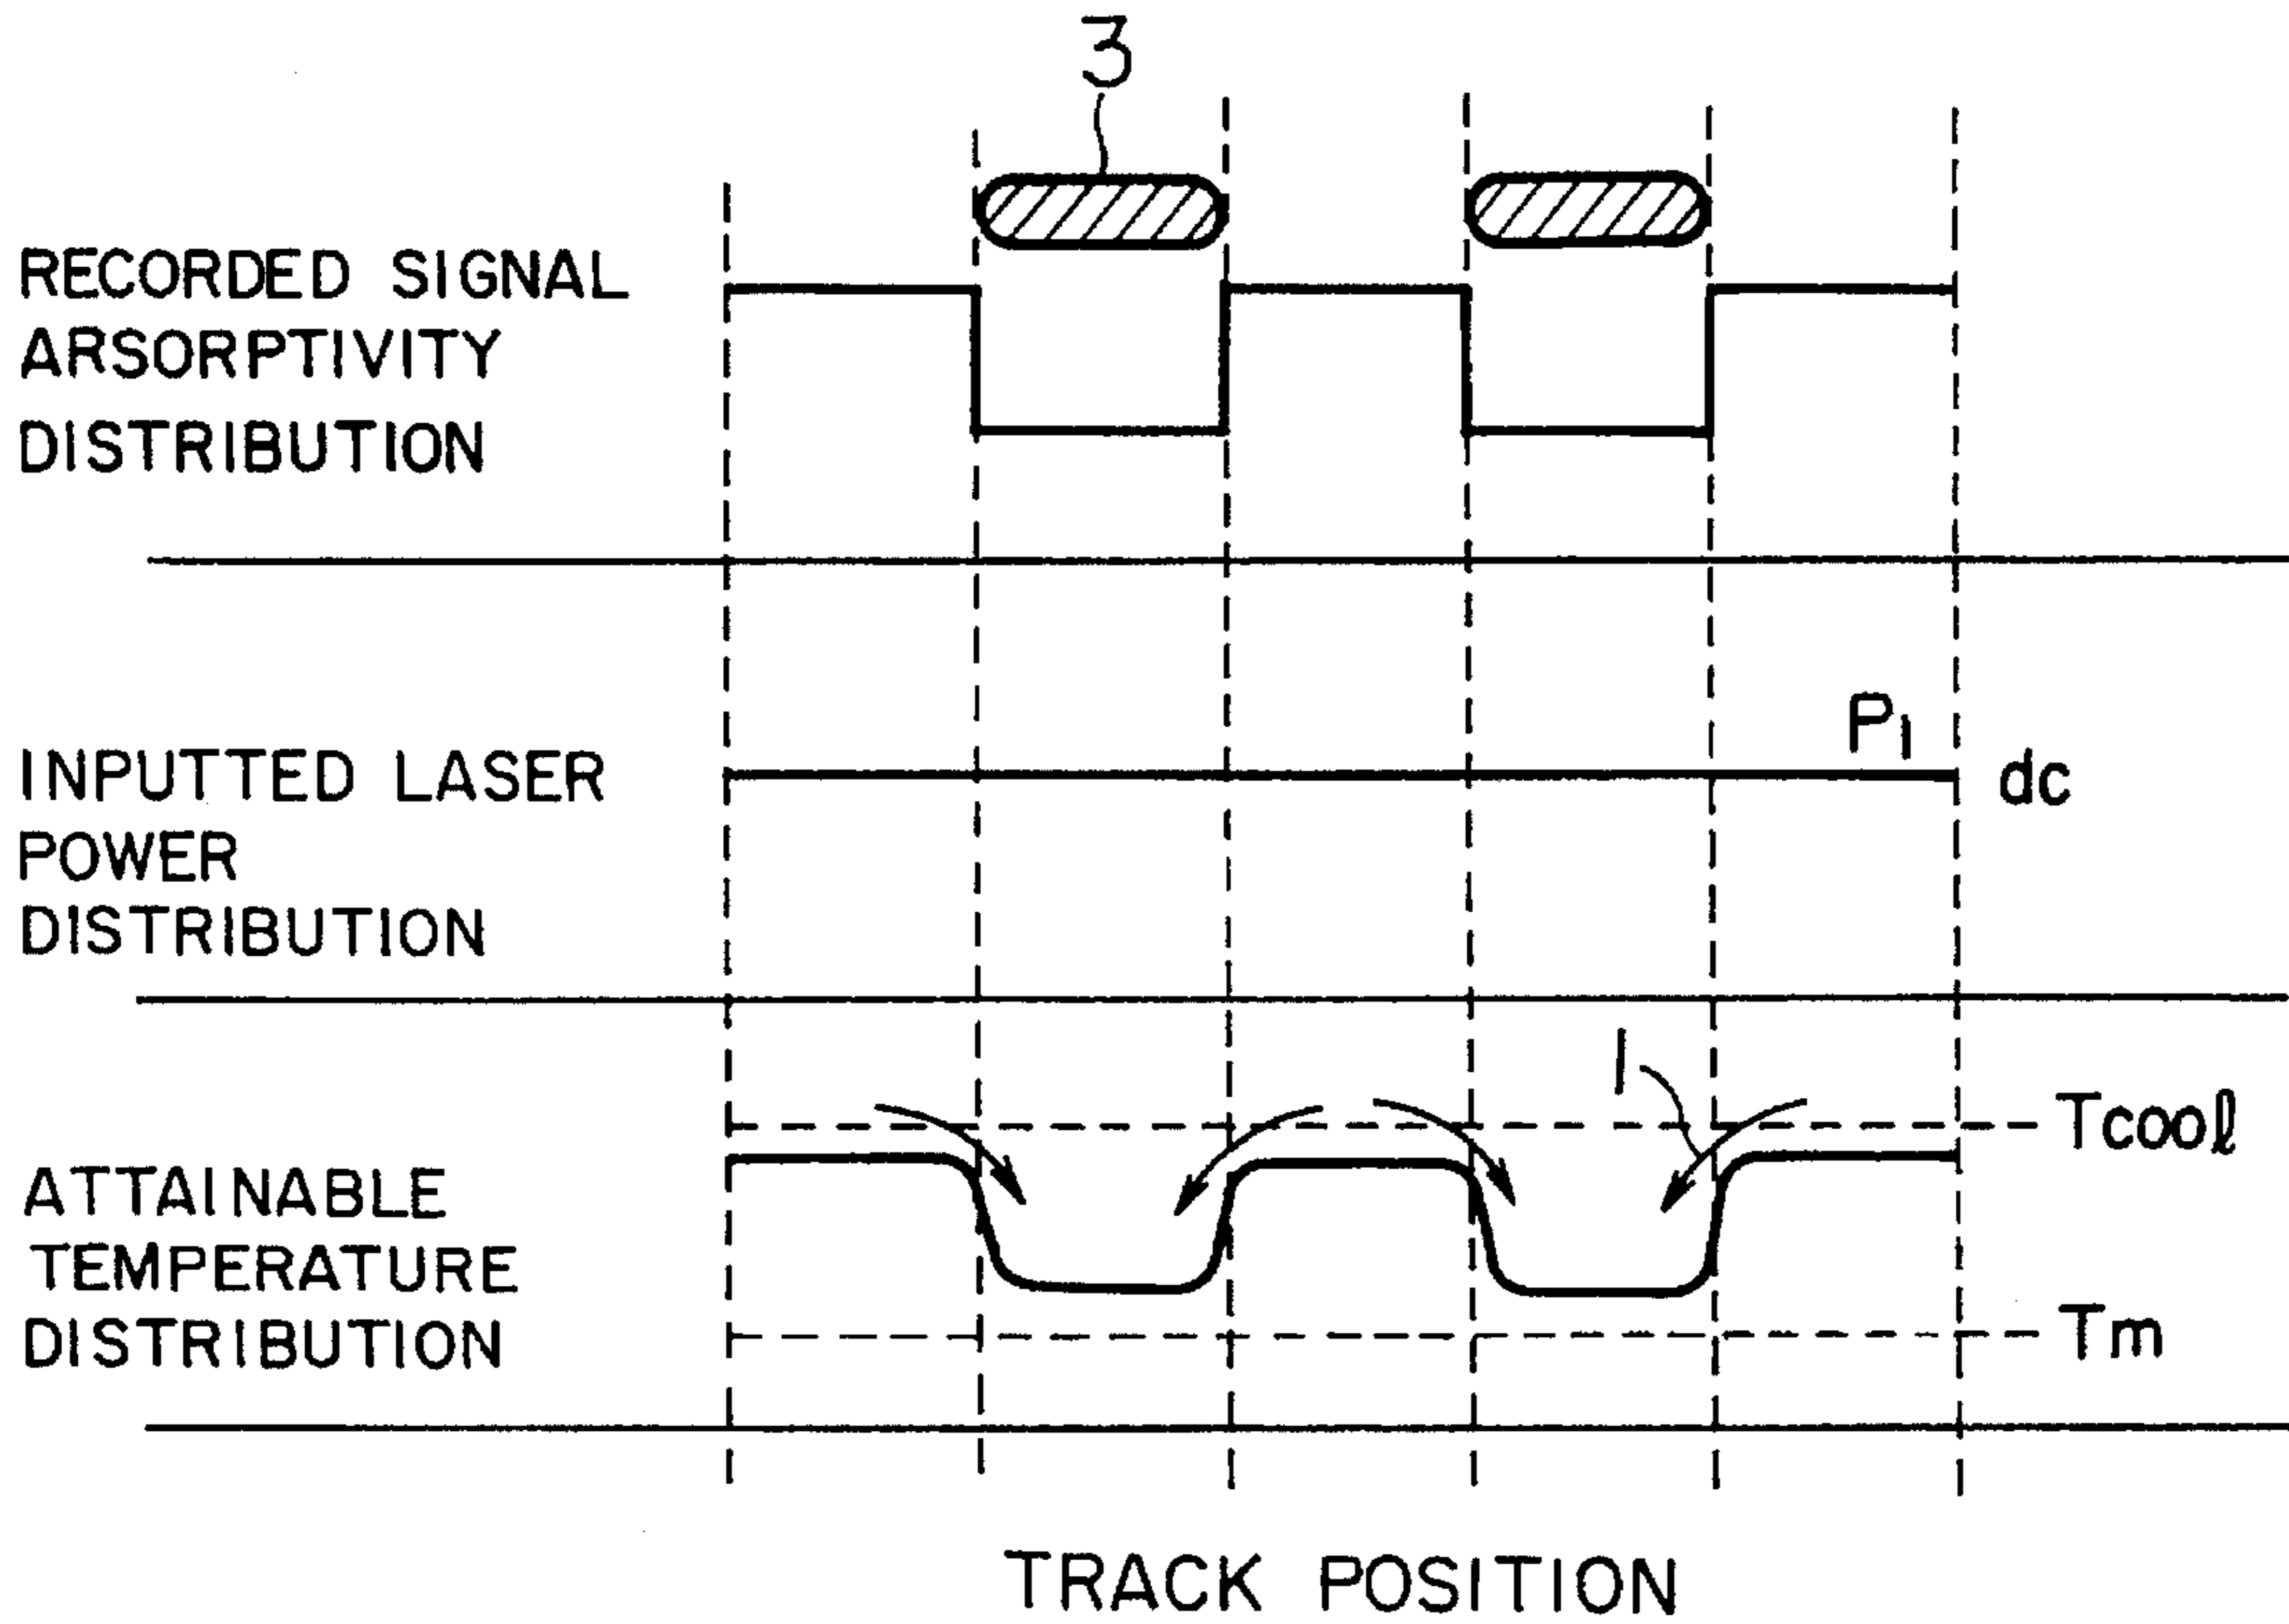 3
RECORDED SIGNAL
ARSORPTIVITY
DISTRIBUTION
P1
INPUTTED LASER
dc
POWER
DISTRIBUTION
1
Tcool
ATTAINABLE
TEMPERATURE
DISTRIBUTION
Tm
TRACK POSITION